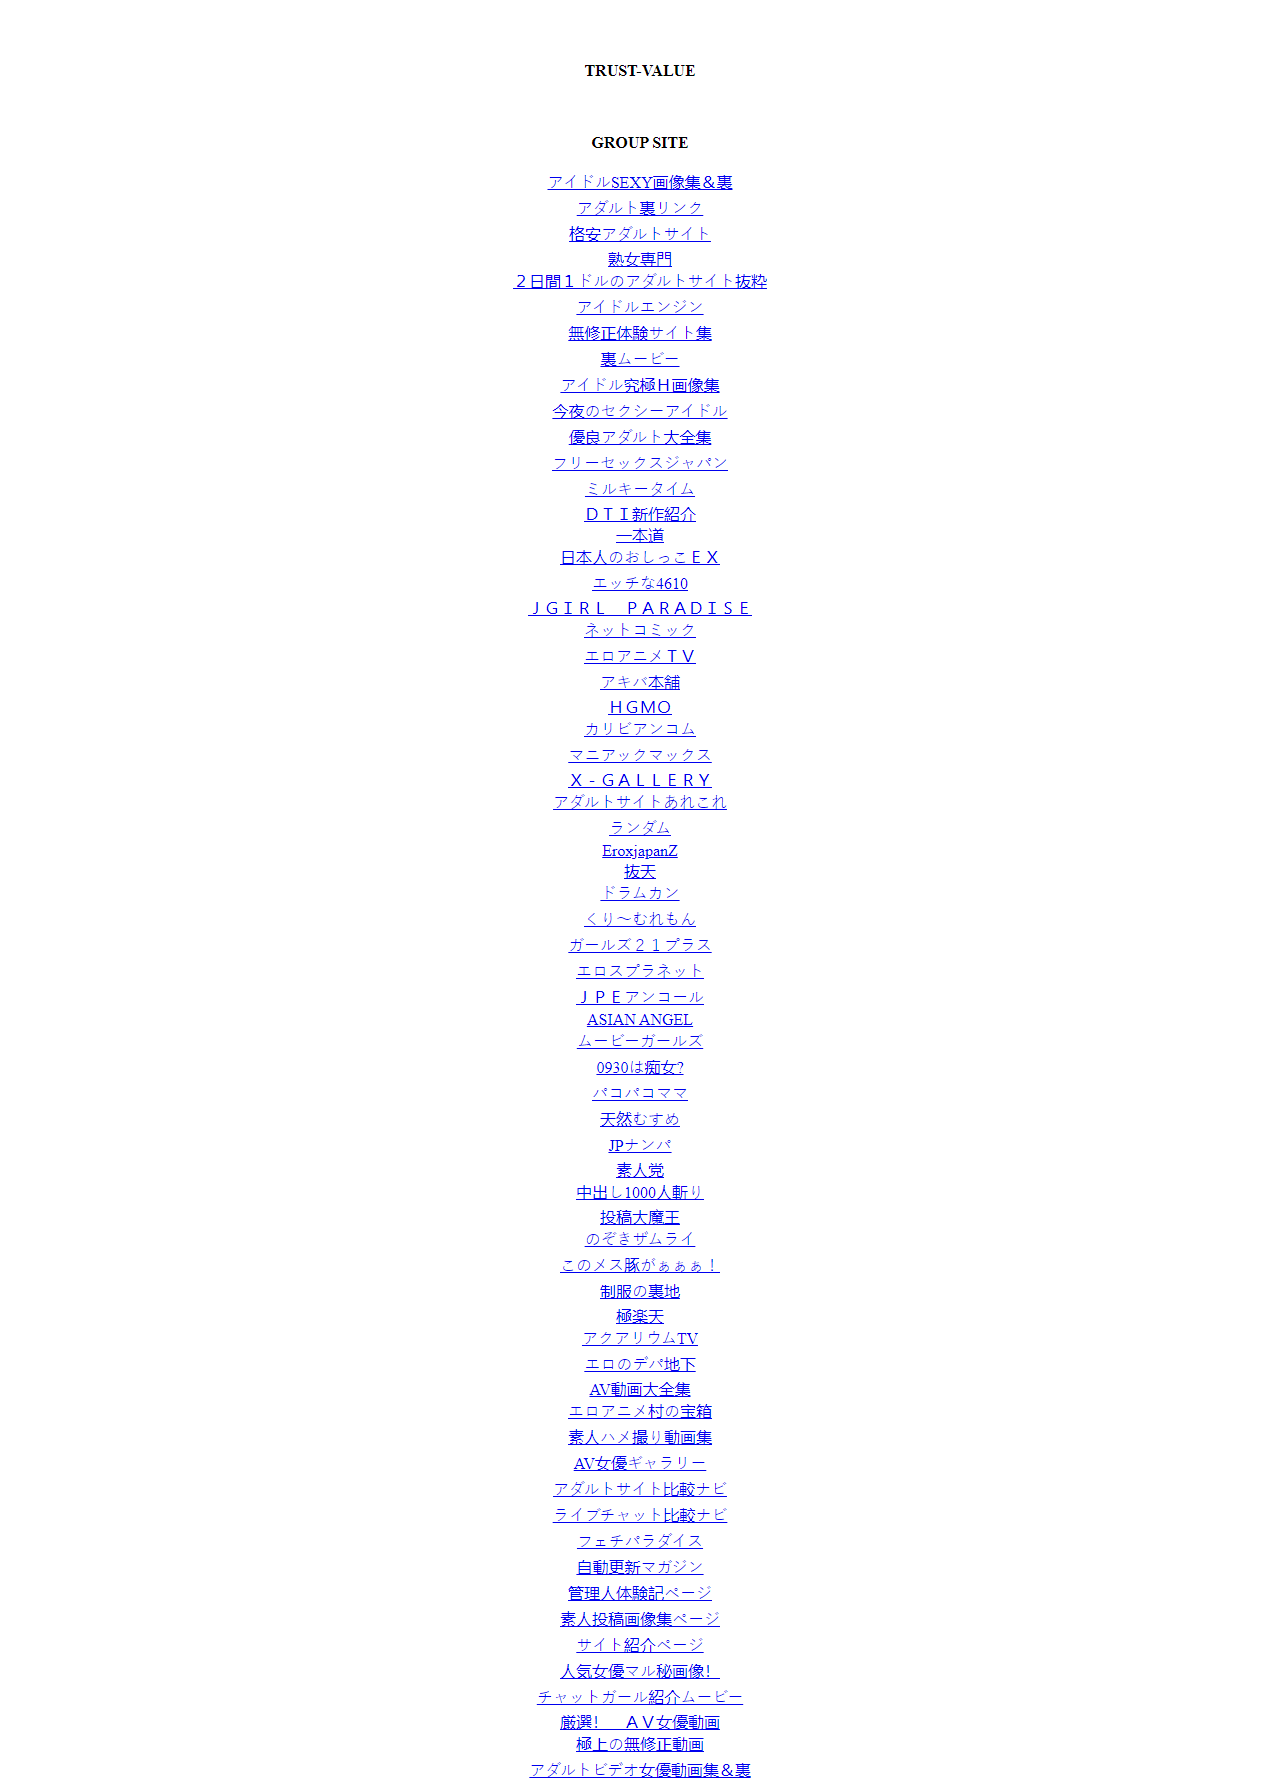 TRUST-VALUE
GROUP SITE
アイドルSEXY画像集＆裏
アダルト裏リンク
格安アダルトサイト
熟女専門
２日間１ドルのアダルトサイト抜粋
アイドルエンジン
無修正体験サイト集
裏ムービー
アイドル究極Ｈ画像集
今夜のセクシーアイドル
優良アダルト大全集
フリーセックスジャパン
ミルキータイム
ＤＴＩ新作紹介
一本道
日本人のおしっこＥＸ
エッチな4610
ＪＧＩＲＬ　ＰＡＲＡＤＩＳＥ
ネットコミック
エロアニメＴＶ
アキバ本舗
ＨＧＭＯ
カリビアンコム
マニアックマックス
Ｘ－ＧＡＬＬＥＲＹ
アダルトサイトあれこれ
ランダム
EroxjapanZ
抜天
ドラムカン
くり～むれもん
ガールズ２１プラス
エロスプラネット
ＪＰＥアンコール
ASIAN ANGEL
ムービーガールズ
0930は痴女?
パコパコママ
天然むすめ
JPナンパ
素人党
中出し1000人斬り
投稿大魔王
のぞきザムライ
このメス豚がぁぁぁ！
制服の裏地
極楽天
アクアリウムTV
エロのデパ地下
AV動画大全集
エロアニメ村の宝箱
素人ハメ撮り動画集
AV女優ギャラリー
アダルトサイト比較ナビ
ライブチャット比較ナビ
フェチパラダイス
自動更新マガジン
管理人体験記ページ
素人投稿画像集ページ
サイト紹介ページ
人気女優マル秘画像！
チャットガール紹介ムービー
厳選！　ＡＶ女優動画
極上の無修正動画
アダルトビデオ女優動画集＆裏